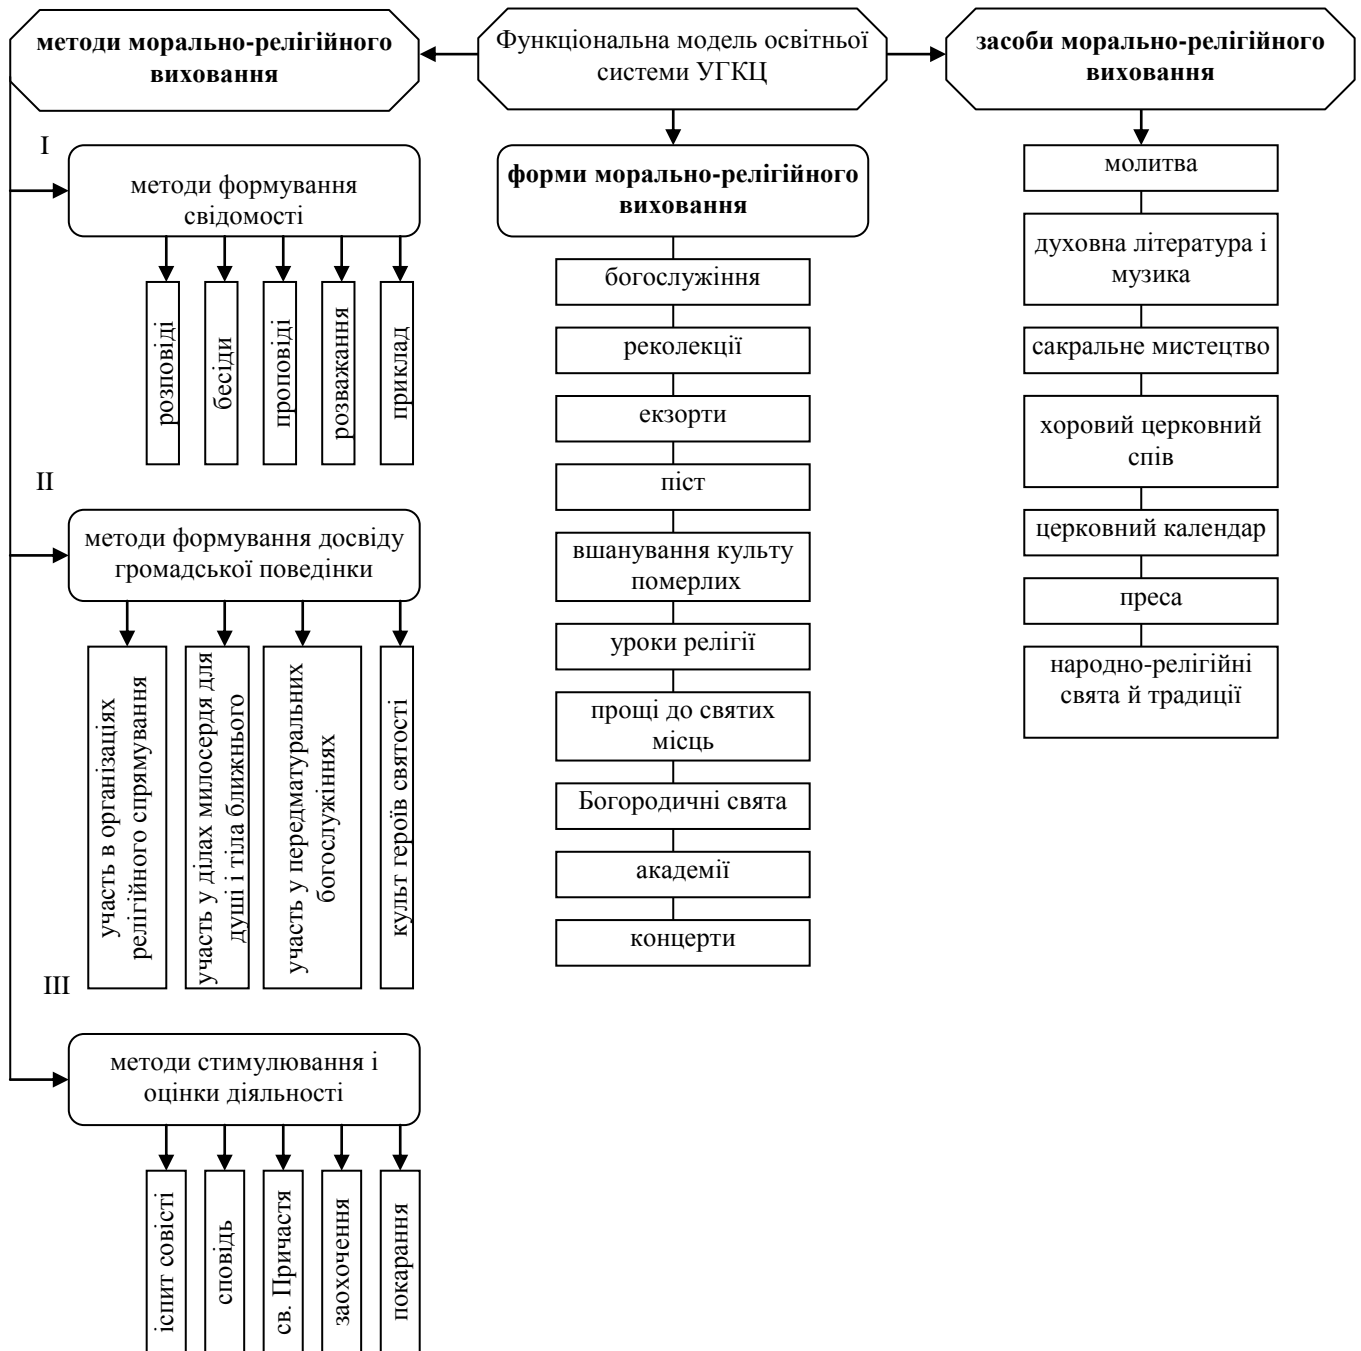 методи морально-релігійного
виховання
Функціональна модель освітньої
системи УГКЦ
засоби морально-релігійного
виховання
I
методи формування
свідомості
розповіді
бесіди
проповіді
розважання
приклад
II
методи формування досвіду
громадської поведінки
участь в організаціях
релігійного спрямування
участь у ділах милосердя для
душі і тіла ближнього
участь у передматуральних
богослужіннях
культ героїв святості
III
методи стимулювання і
оцінки діяльності
іспит совісті
сповідь
св. Причастя
заохочення
покарання
форми морально-релігійного
виховання
богослужіння
реколекції
екзорти
піст
вшанування культу
померлих
уроки релігії
прощі до святих
місць
Богородичні свята
академії
концерти
молитва
духовна література і
музика
сакральне мистецтво
хоровий церковний
спів
церковний календар
преса
народно-релігійні
свята й традиції